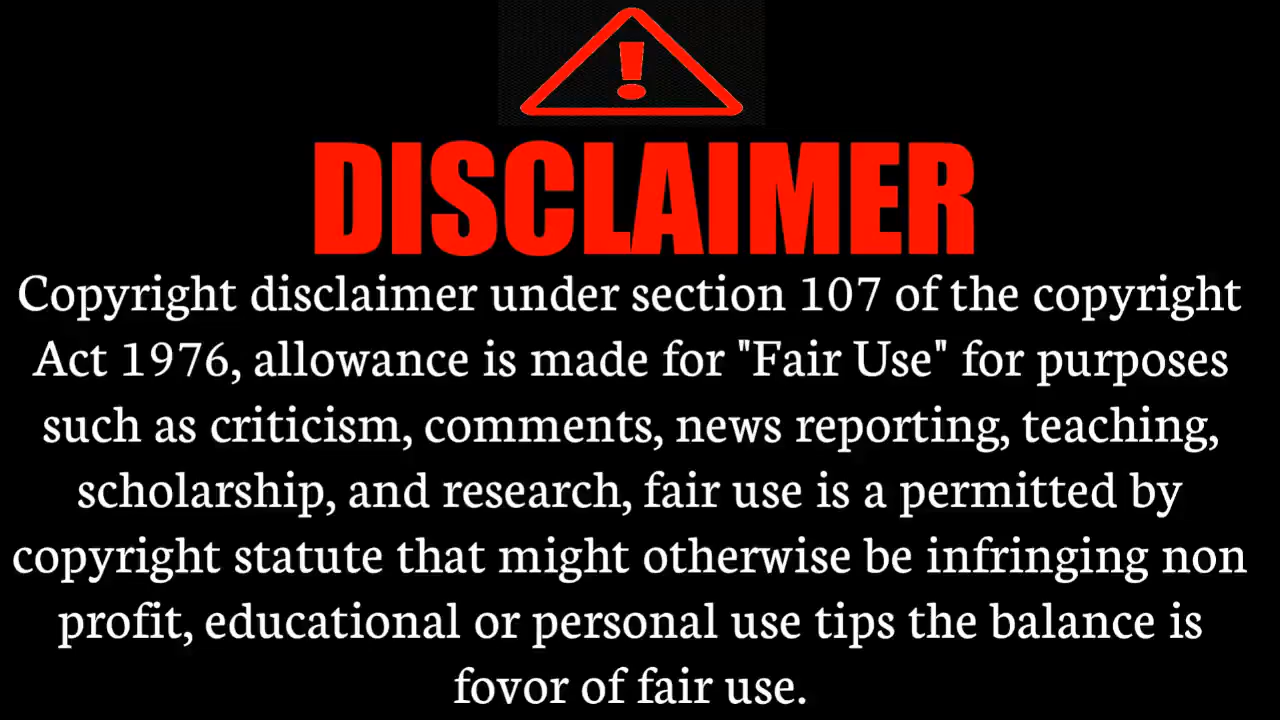 DISCLAIMER
Copyright disclaimer under section 107 of the copyright
Act 1976, allowance is made for "Fair Use" for purposes
such as criticism, comments, news reporting, teaching,
scholarship, and research, fair use is a permitted by
copyright statute that might otherwise be infringing non
profit, educational or personal use tips the balance is
fovor of fair use.